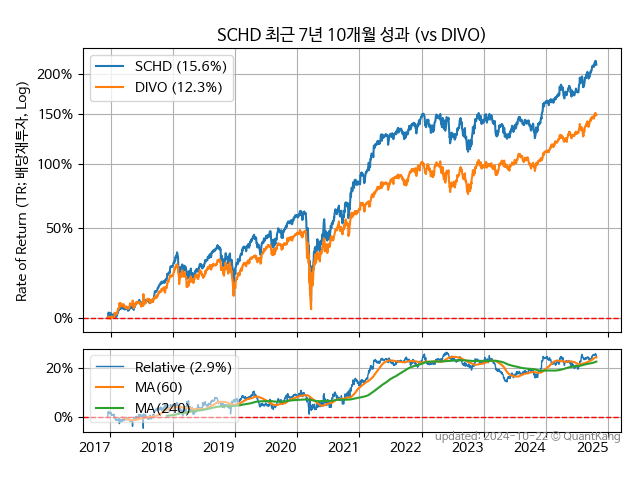 SCHD 최근 7년 10개월 성과 (vs DIVO)
Rate of Return (TR: 배당재투자, Log)
200%
150%
100%
50%
0%
SCHD (15.6%)
DIVO (12.3%)
20%
0%
Relative (2.9%)
MA(60)
MA(240)
2017 2018 2019 2020 2021 2022 2023 2024 2025
updated: 2024-10-22 © QuantKang